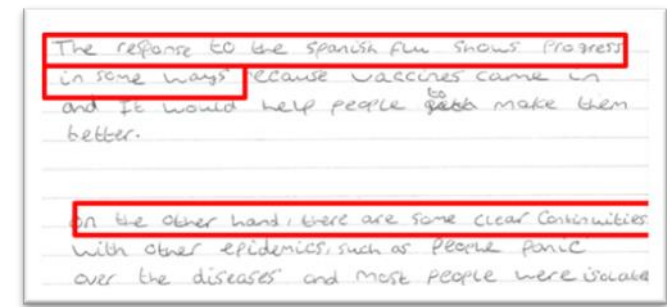 The response to the Spanish flu shows Progress
in some ways ecause vaccines came in
and It would help people to make them
better.
on the other hand, there are some clear Continuities
with other epidemics, such as People Panic
over the diseases and most people were isolate